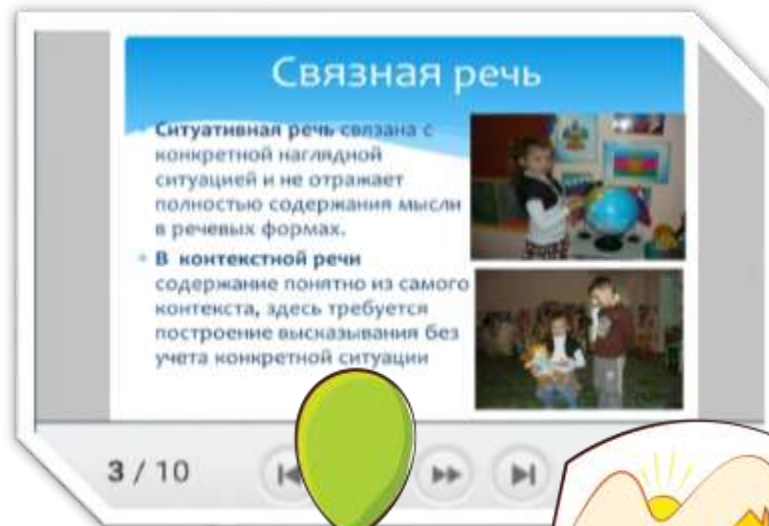 Связная речь
Ситуативная речь связана с
конкретной наглядной
ситуацией и не отражает
полностью содержания мысли
в речевых формах.
В контекстной речи
содержание понятно из самого
контекста, здесь требуется
построение высказывания без
учета конкретной ситуации
3 / 10